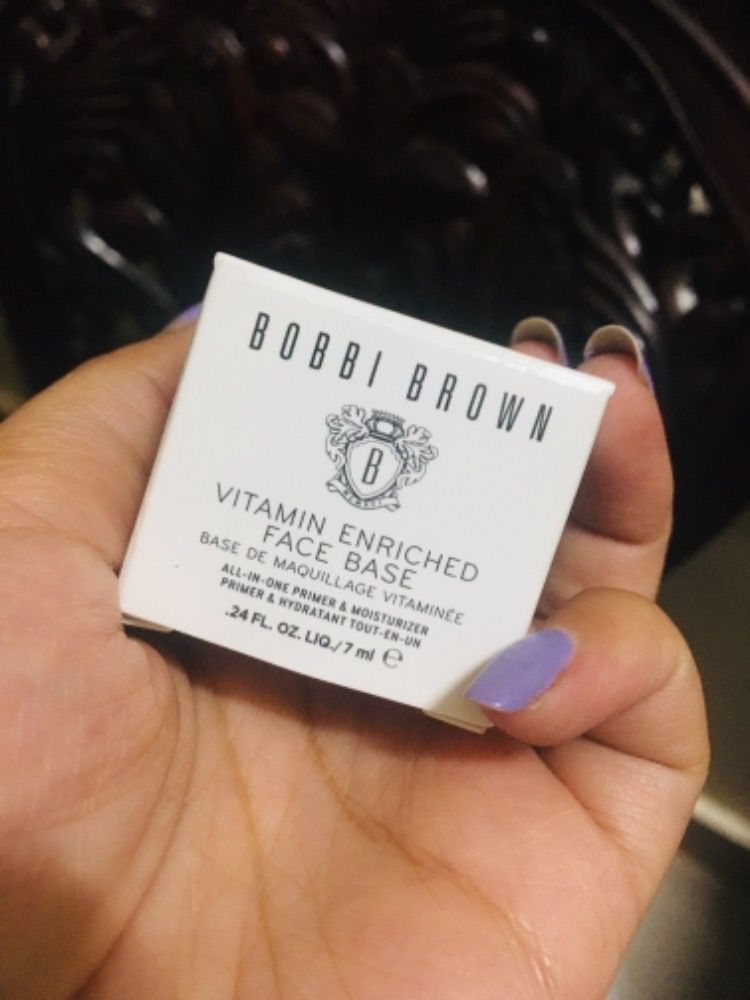 BOBBI BROWN
B
VITAMIN ENRICHED
FACE BASE
BASE DE MAQUILLAGE VITAMINÉE
ALL-IN-ONE PRIMER & MOISTURIZER
PRIMER & HYDRATANT TOUT-EN-UN
.24 FL. OZ. LIQ./7 ml ℮